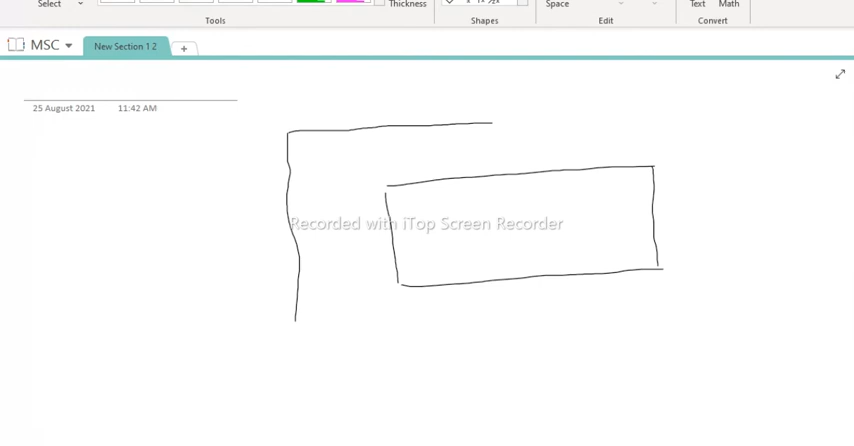 Select
Thickness
Space
Text Math
Tools
Shapes
Edit
Convert
MSC
New Section 1 2
+
25 August 2021 11:42 AM
Recorded with iTop Screen Recorder